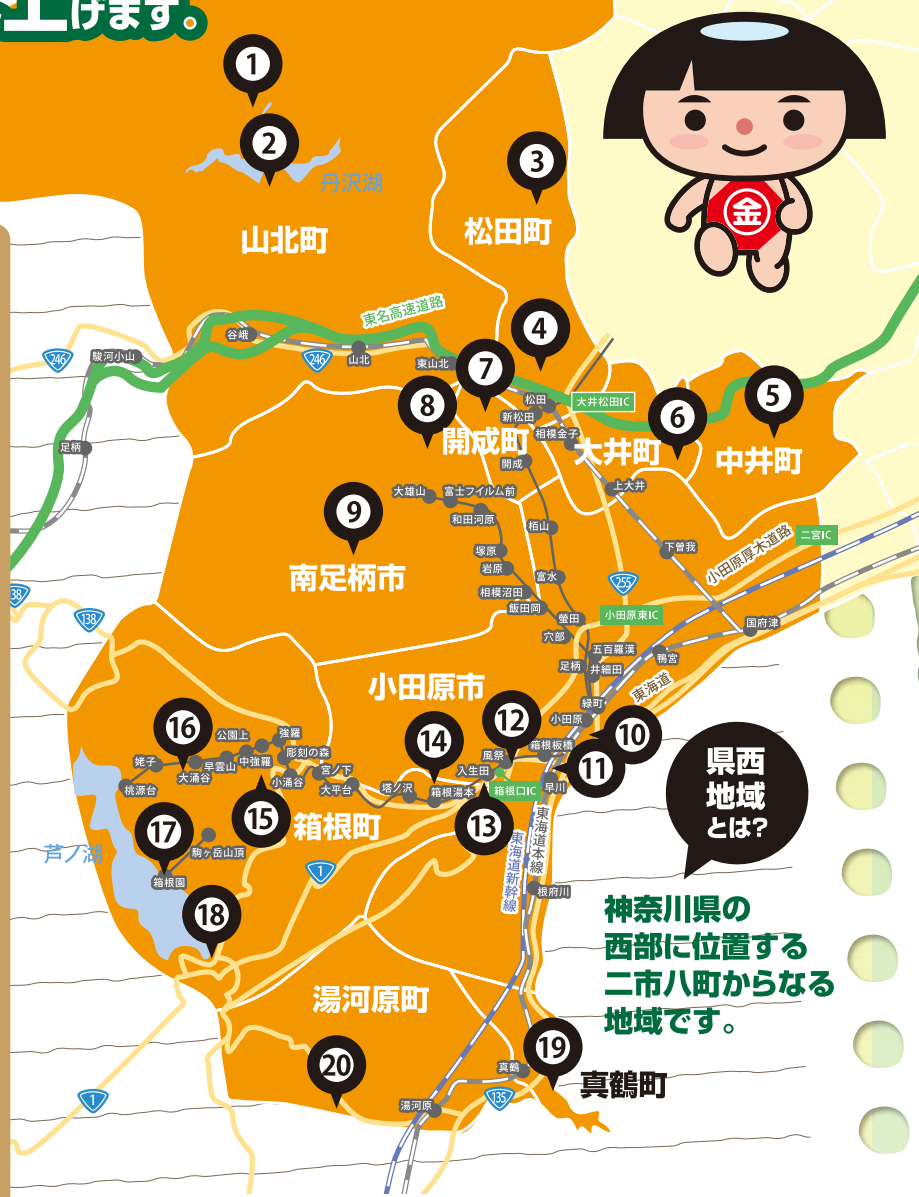 上げます。
1
2
丹沢湖
3
金
山北町
松田町
東名高速道路
4
谷峨
246
駿河小山
246
山北
東山北
7
5
8
松田
大井松田IC
新松田
6
相模金子
開成町
大井町
中井町
足柄
開成
大雄山
富士フイルム前
上大井
9
和田河原
栢山
小田原厚木道路
二宮IC
塚原
下曽我
岩原
富水
南足柄市
255
相模沼田
飯田岡
38
138
螢田
小田原東IC
国府津
穴部
五百羅漢
鴨宮
足柄
井細田
小田原市
東海道
緑町
小田原
16
公園上
強羅
12
10
14
風祭
箱根板橋
姥子
早雲山
中強羅
彫刻の森
11
大涌谷
小涌谷
宮ノ下
入生田
桃源台
大平台
塔ノ沢
箱根湯本
箱根口IC
早川
県西
地域
とは?
17
15
箱根町
13
芦ノ湖
駒ヶ岳山頂
東海道本線
東海道新幹線
箱根園
1
根府川
18
神奈川県の
西部に位置する
二市八町からなる
地域です。
湯河原町
19
20
真鶴
真鶴町
1
湯河原
135